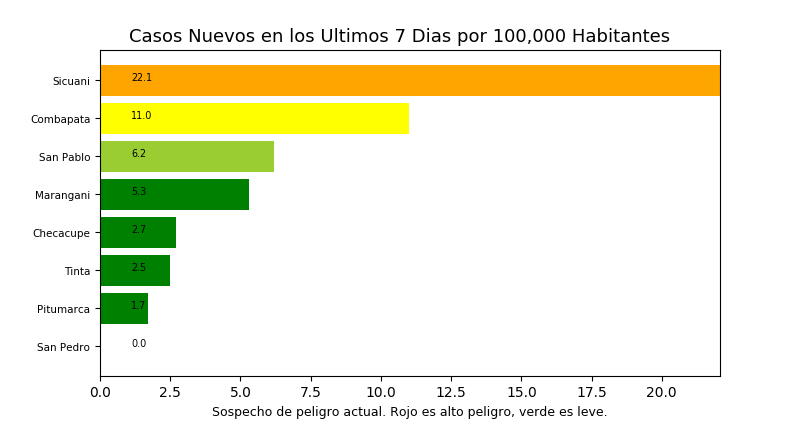 Casos Nuevos en los Ultimos 7 Dias por 100,000 Habitantes
Sicuani 22.1
Combapata 11.0
San Pablo 6.2
Marangani 5.3
Checacupe 2.7
Tinta 2.5
Pitumarca 1.7
San Pedro 0.0
0.0 2.5 5.0 7.5 10.0 12.5 15.0 17.5 20.0
Sospecho de peligro actual. Rojo es alto peligro, verde es leve.